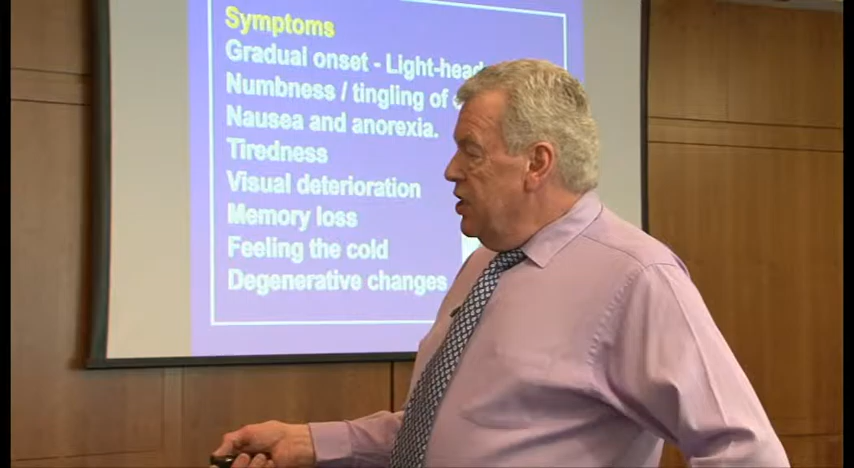 Symptoms
Gradual onset - Light-head
Numbness / tingling of
Nausea and anorexia.
Tiredness
Visual deterioration
Memory loss
Feeling the cold
Degenerative changes